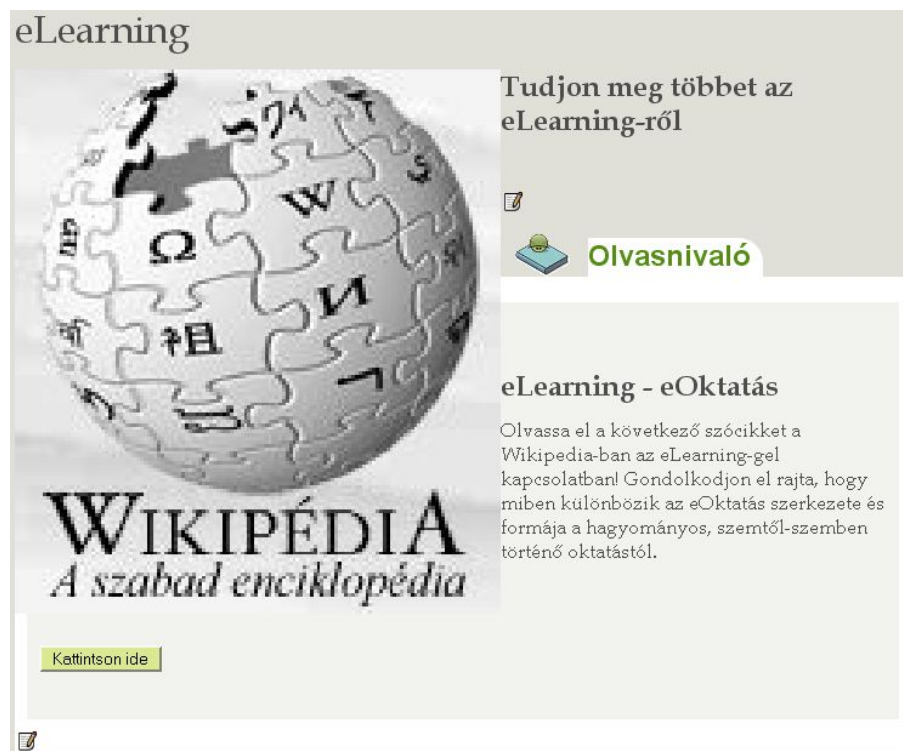 eLearning
Tudjon meg többet az
eLearning-ről
Olvasnivaló
Ω
W
S
И
祖
WIKIPÉDIA
A szabad enciklopédia
eLearning - eOktatás
Olvassa el a következő szócikket a
Wikipedia-ban az eLearning-gel
kapcsolatban! Gondolkodjon el rajta, hogy
miben különbözik az eOktatás szerkezete és
formája a hagyományos, szemtől-szemben
történő oktatástól.
Kattintson ide